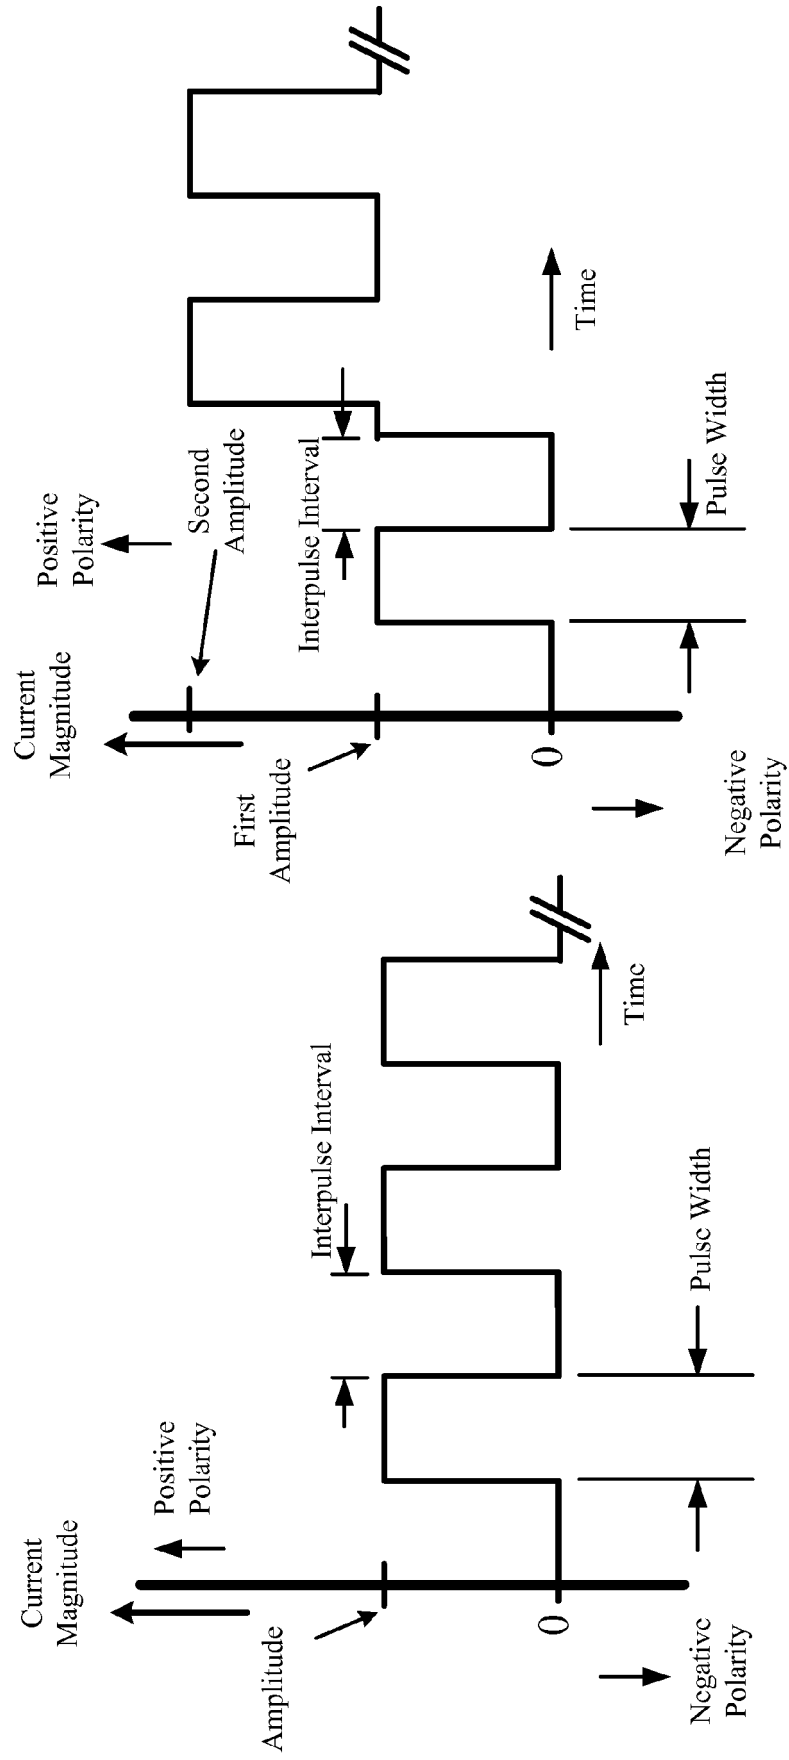 Current
Magnitude
Positive
Polarity
Amplitude
Interpulse Interval
0
Time
Pulse Width
Negative
Polarity
Current
Magnitude
Positive
Polarity
Second
Amplitude
First
Amplitude
Interpulse Interval
0
Time
Pulse Width
Negative
Polarity